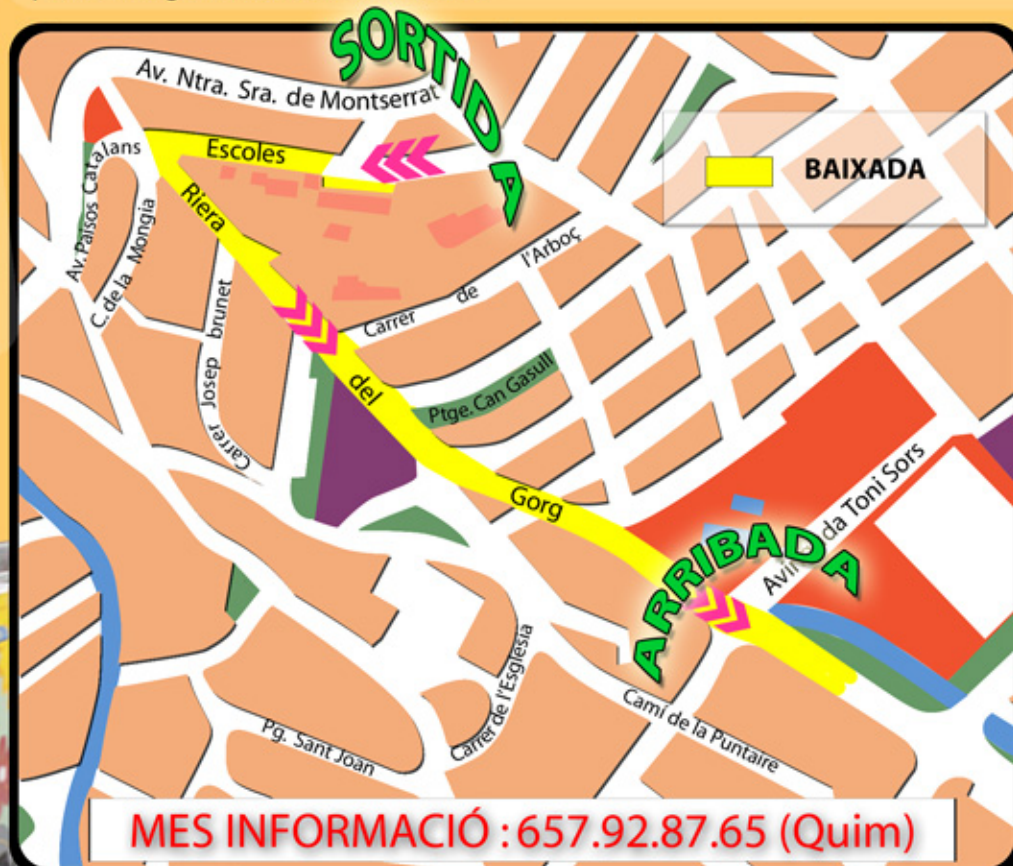 SORTIDA
Av. Ntra. Sra. de Montserrat
BAIXADA
Escoles
Av. Països Catalans
C. de la Mongia
Riera
Carrer de l'Arboç
Carrer Josep brunet
del
Ptge. Can Gasull
Gorg
Toni Sors
ARRIBADA
Carrer de l'Esglesia
Camí de la Puntaire
Pg. Sant Joan
MES INFORMACIÓ : 657.92.87.65 (Quim)